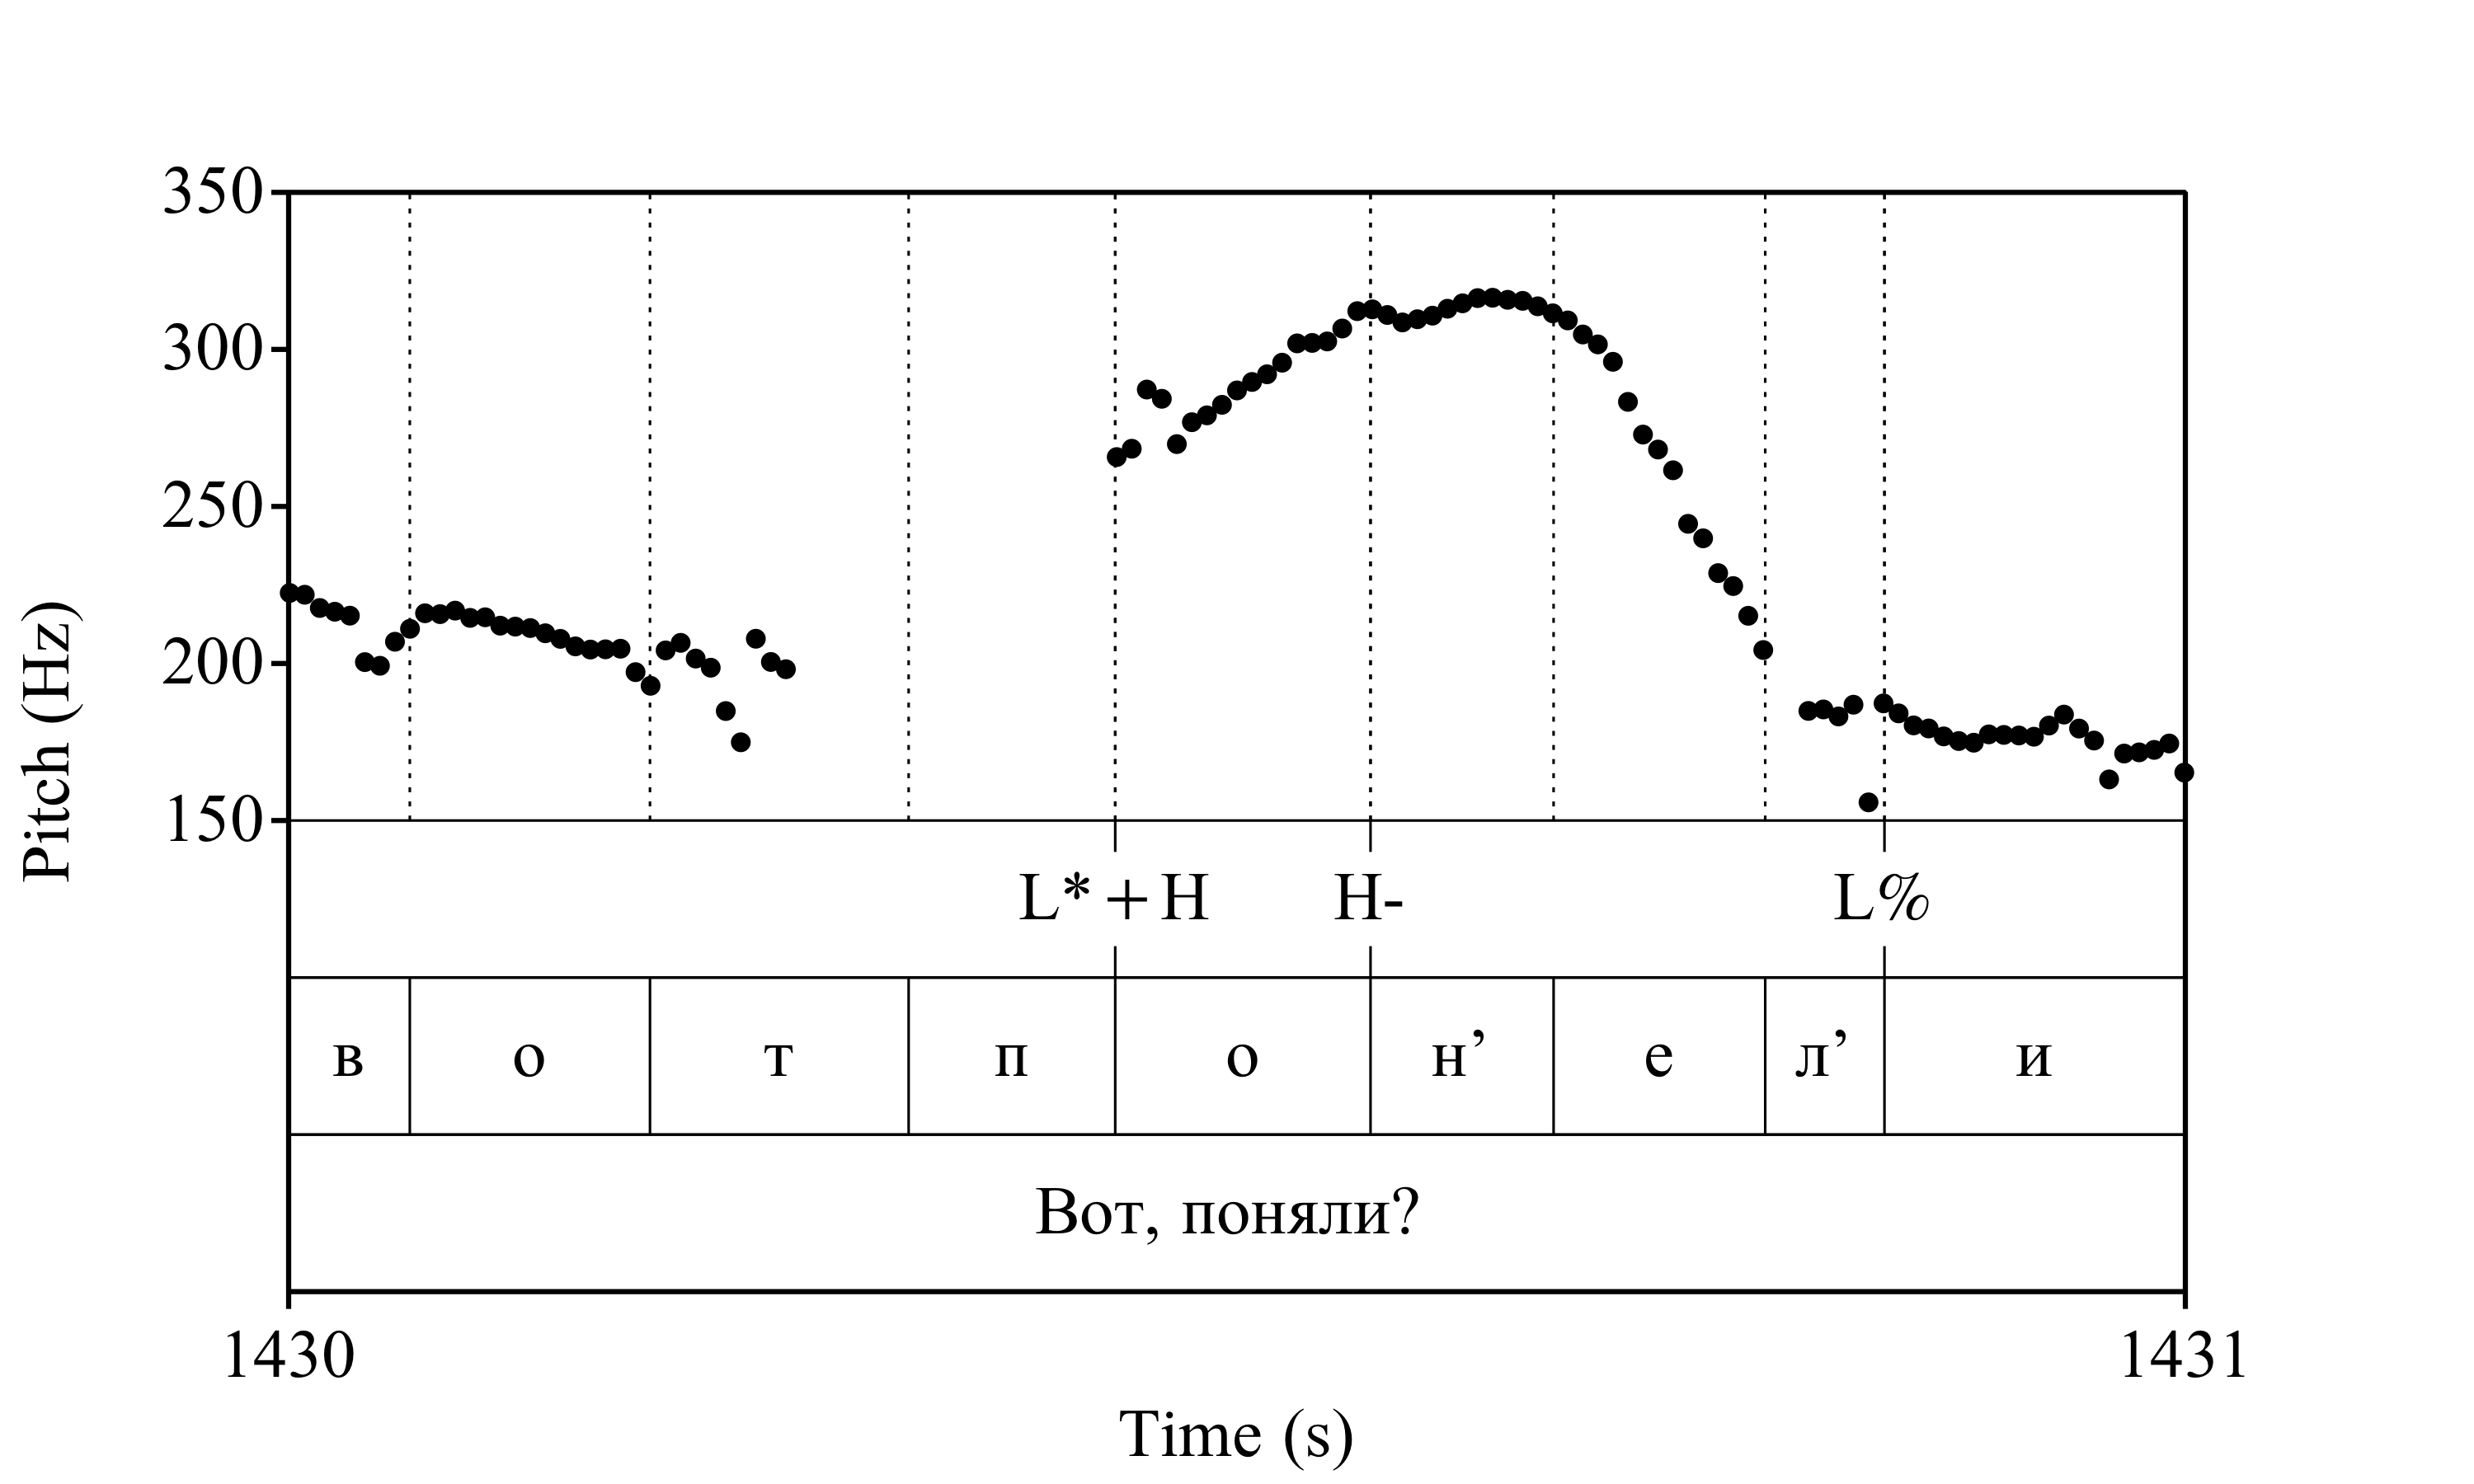 350
300
250
200
150
Pitch (Hz)
L*+H H- L%
в о т п о н’ е л’ и
Вот, поняли?
1430 1431
Time (s)